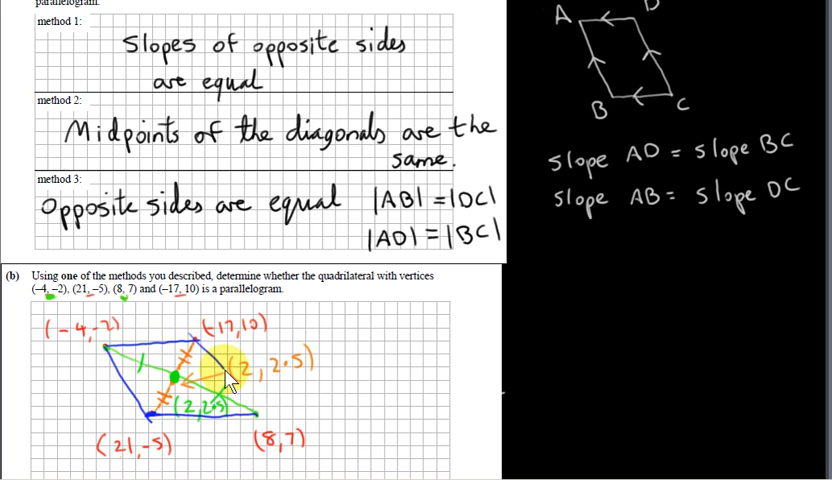 parallelogram.
method 1:
Slopes of opposite sides
are equal
method 2:
Midpoints of the diagonals are the
same.
method 3:
Opposite sides are equal |AB| = |DC|
|AD| = |BC|
A D
B C
slope AD = slope BC
slope AB = slope DC
(b) Using one of the methods you described, determine whether the quadrilateral with vertices
(–4, –2), (21, –5), (8, 7) and (–17, 10) is a parallelogram.
(-4,-2) (-17,10)
(2, 2.5)
(2,2.5)
(21,-5) (8,7)